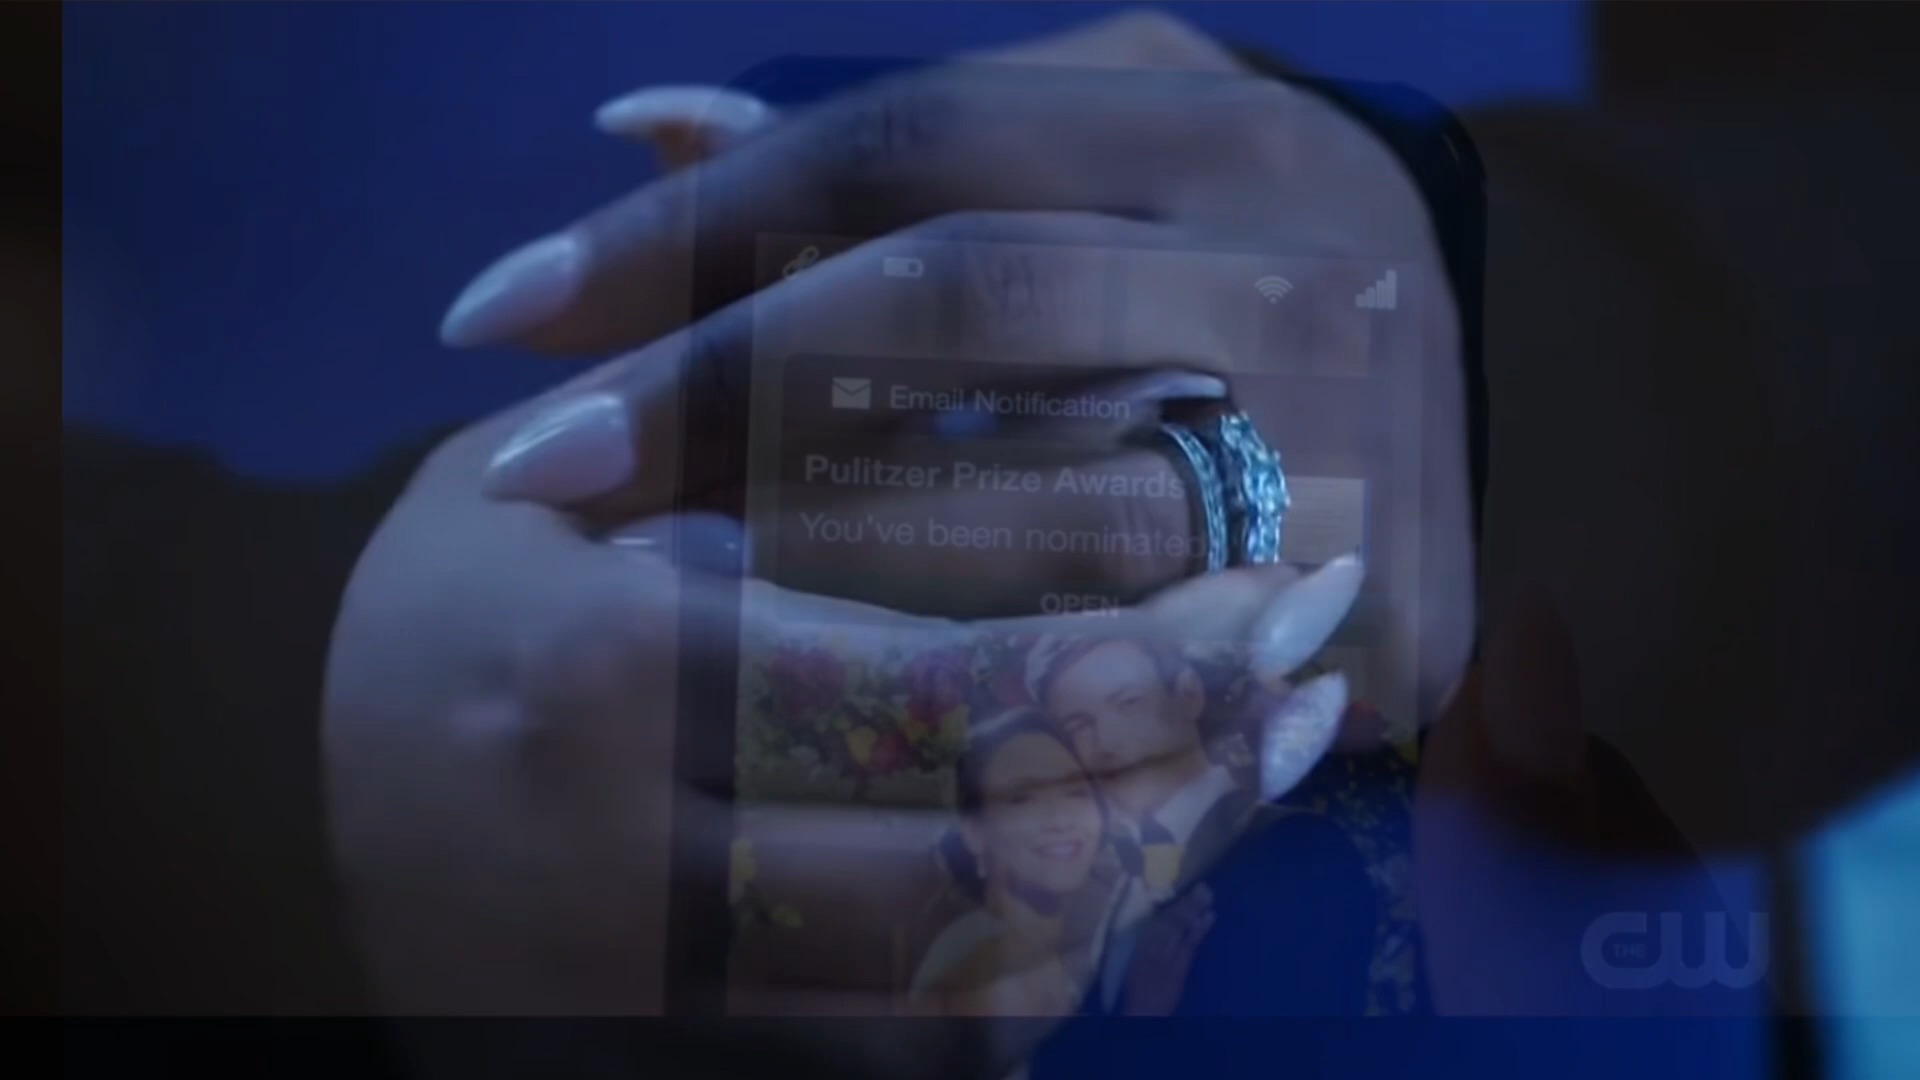 Email Notification
Pulitzer Prize Awards
You've been nominated
OPEN
THE CW